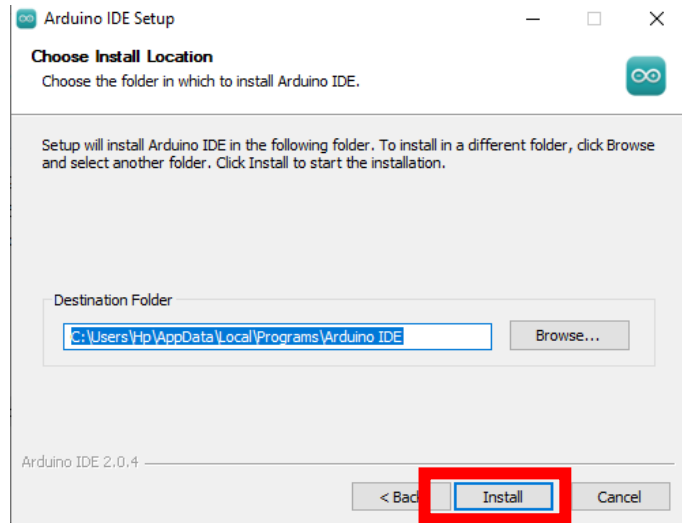 Arduino IDE Setup
Choose Install Location
Choose the folder in which to install Arduino IDE.
Setup will install Arduino IDE in the following folder. To install in a different folder, click Browse
and select another folder. Click Install to start the installation.
Destination Folder
C:\Users\Hp\AppData\Local\Programs\Arduino IDE
Browse...
Arduino IDE 2.0.4
< Back
Install
Cancel